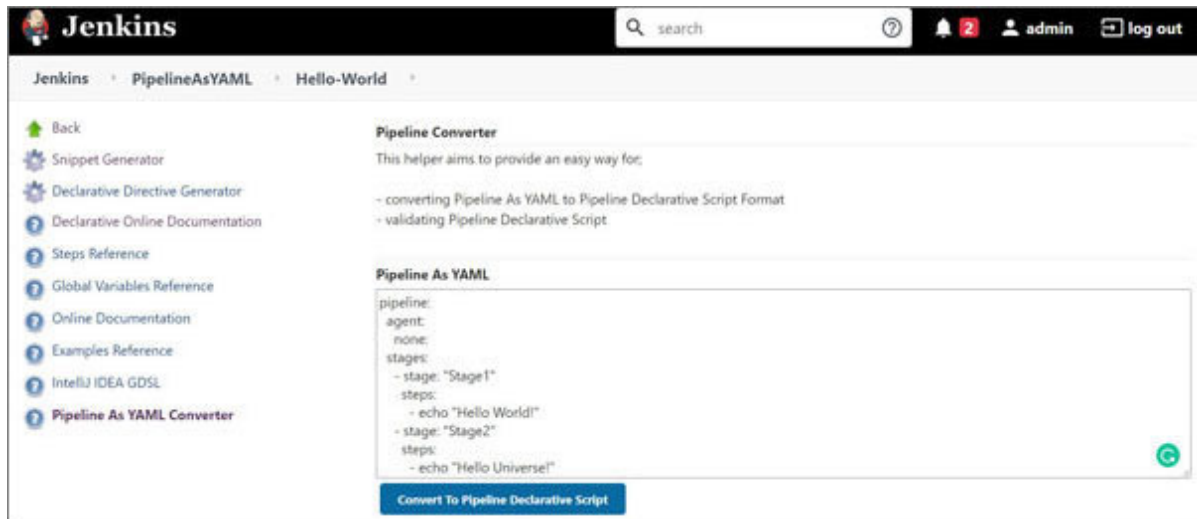 Jenkins
search
2
admin
log out
Jenkins
PipelineAsYAML
Hello-World
Back
Snippet Generator
Declarative Directive Generator
Declarative Online Documentation
Steps Reference
Global Variables Reference
Online Documentation
Examples Reference
IntelliJ IDEA GDSL
Pipeline As YAML Converter
Pipeline Converter
This helper aims to provide an easy way for;
- converting Pipeline As YAML to Pipeline Declarative Script Format
- validating Pipeline Declarative Script
Pipeline As YAML
pipeline:
agent:
none:
stages:
- stage: "Stage1"
steps:
- echo "Hello World!"
- stage: "Stage2"
steps:
- echo "Hello Universe!"
Convert To Pipeline Declarative Script